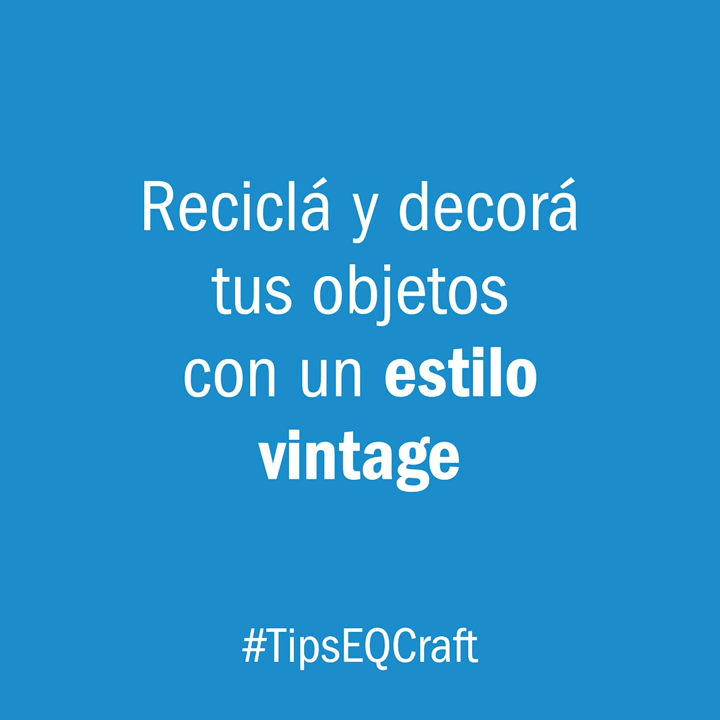 Reciclá y decorá
tus objetos
con un estilo
vintage
#TipsEQCraft